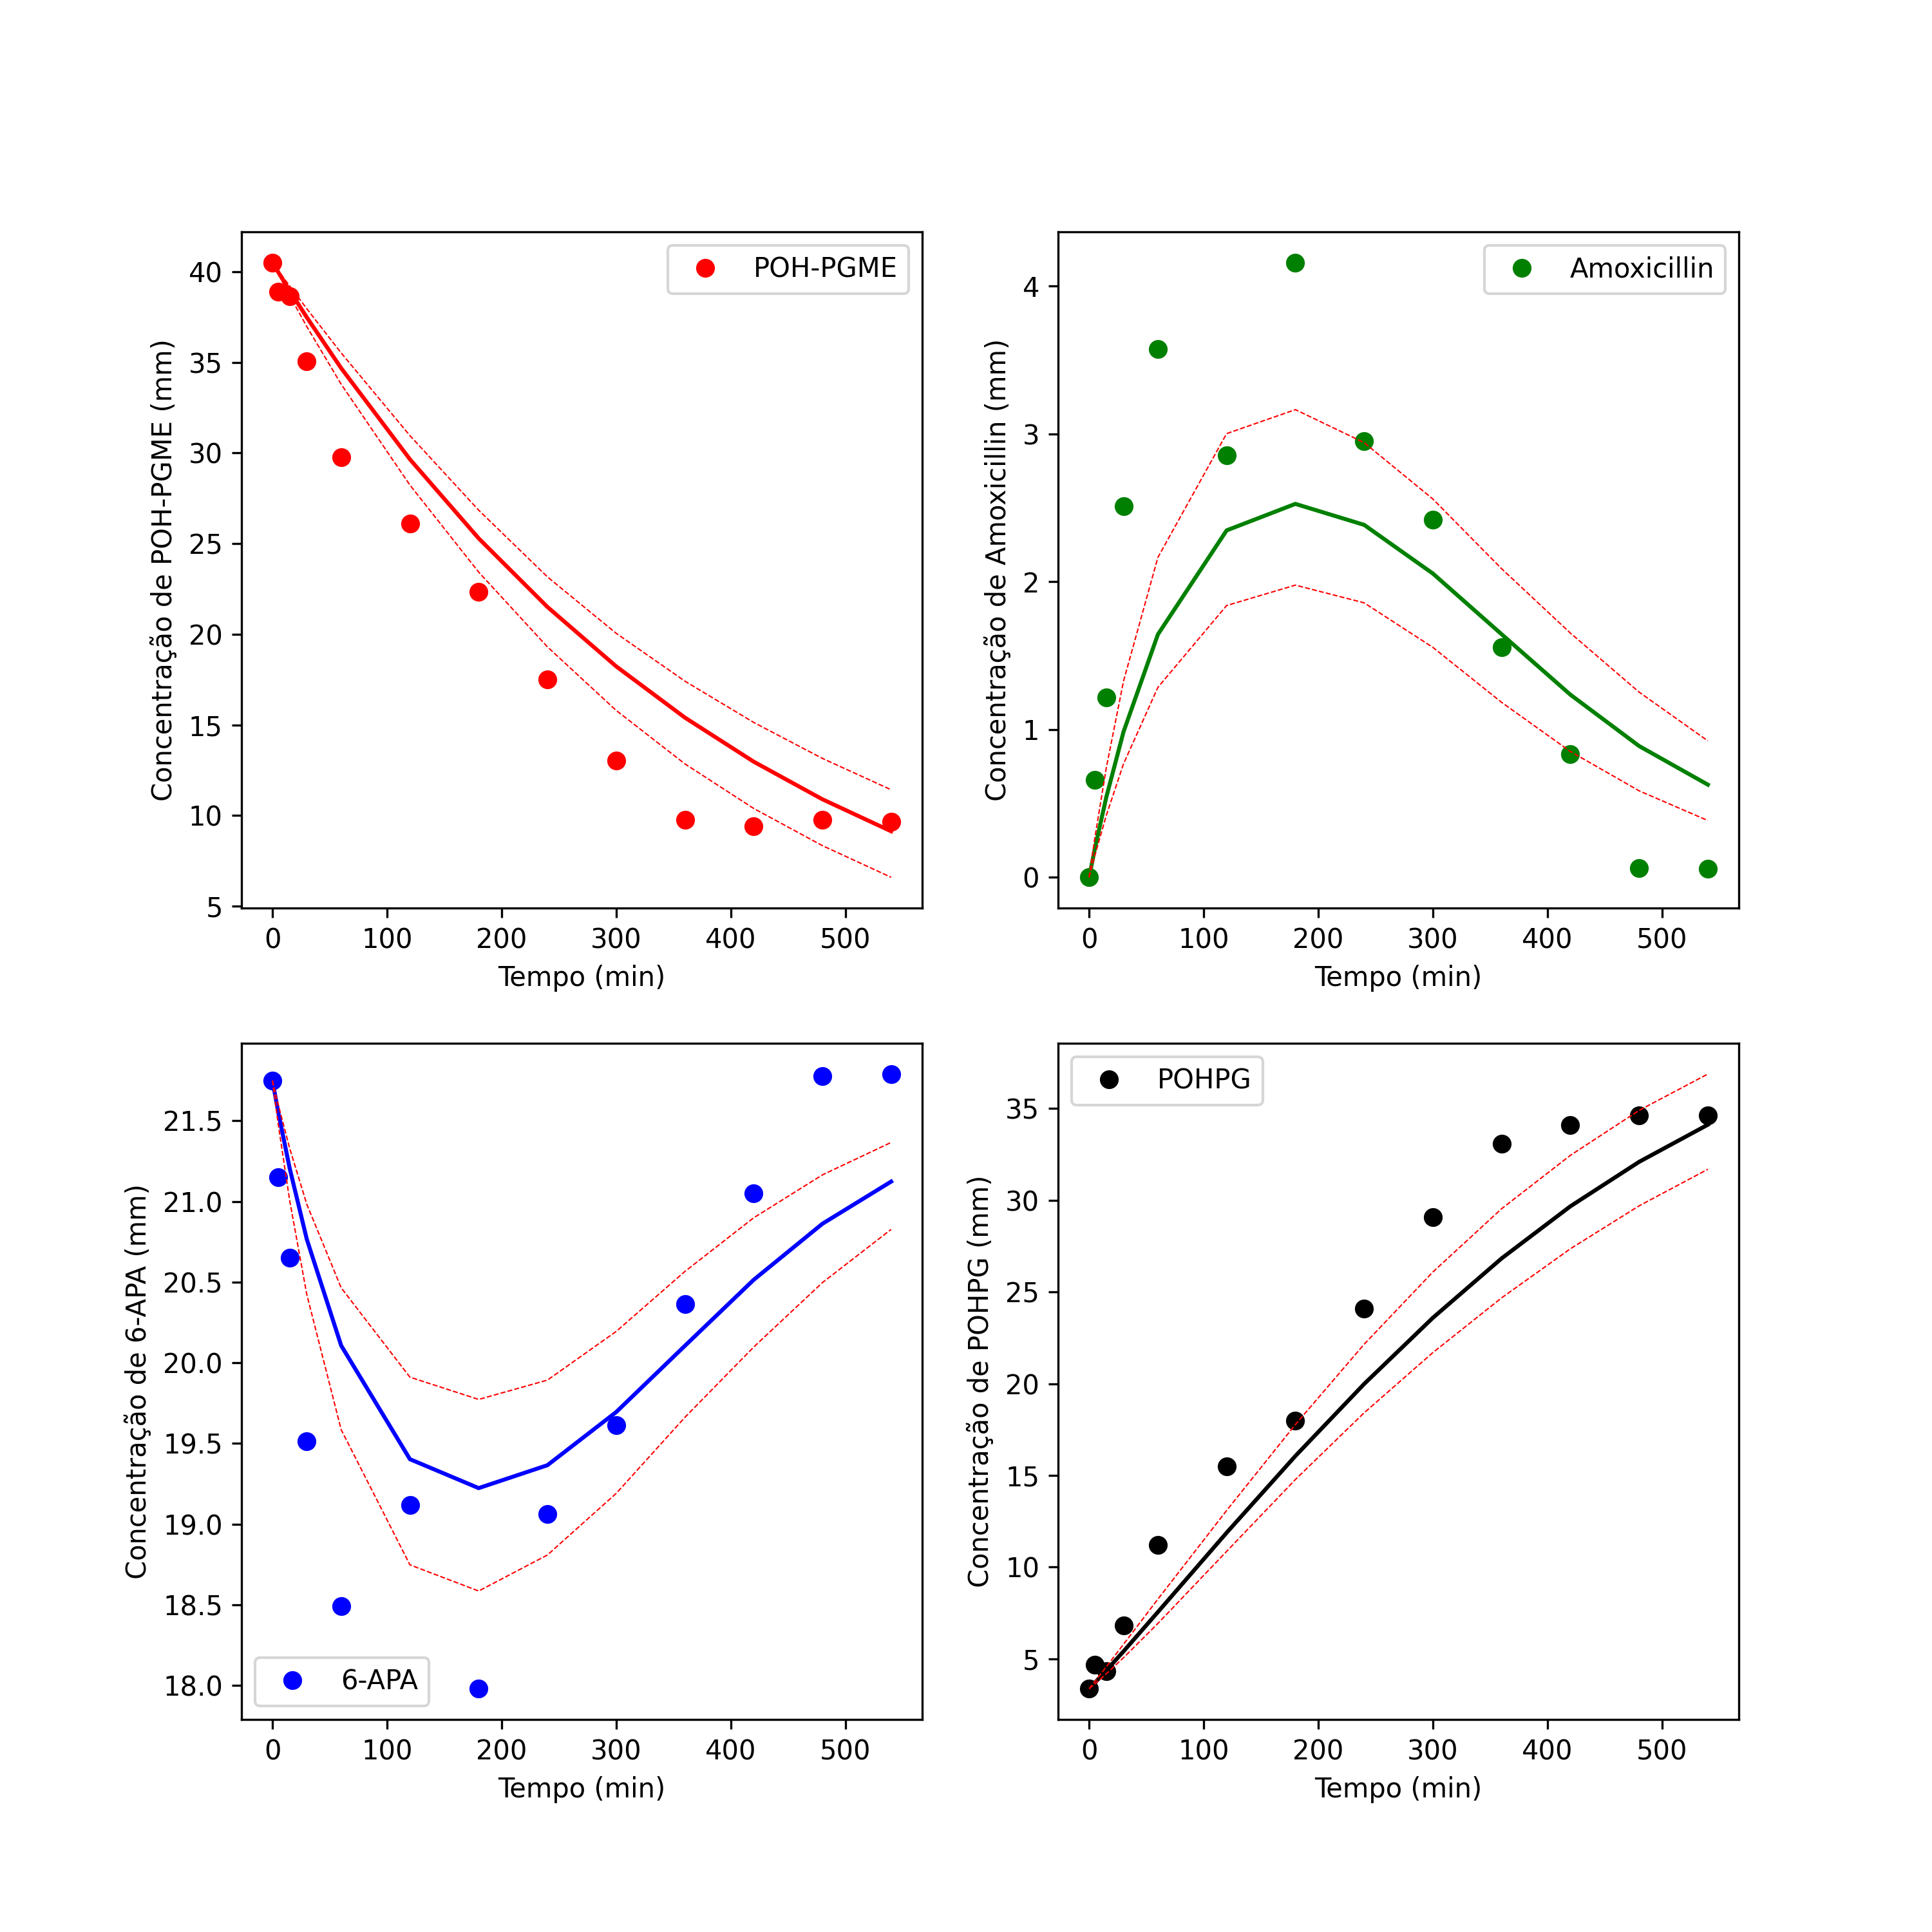 POH-PGME
Concentração de POH-PGME (mm)
40
35
30
25
20
15
10
5
0 100 200 300 400 500
Tempo (min)
Amoxicillin
Concentração de Amoxicillin (mm)
4
3
2
1
0
0 100 200 300 400 500
Tempo (min)
6-APA
Concentração de 6-APA (mm)
21.5
21.0
20.5
20.0
19.5
19.0
18.5
18.0
0 100 200 300 400 500
Tempo (min)
POHPG
Concentração de POHPG (mm)
35
30
25
20
15
10
5
0 100 200 300 400 500
Tempo (min)